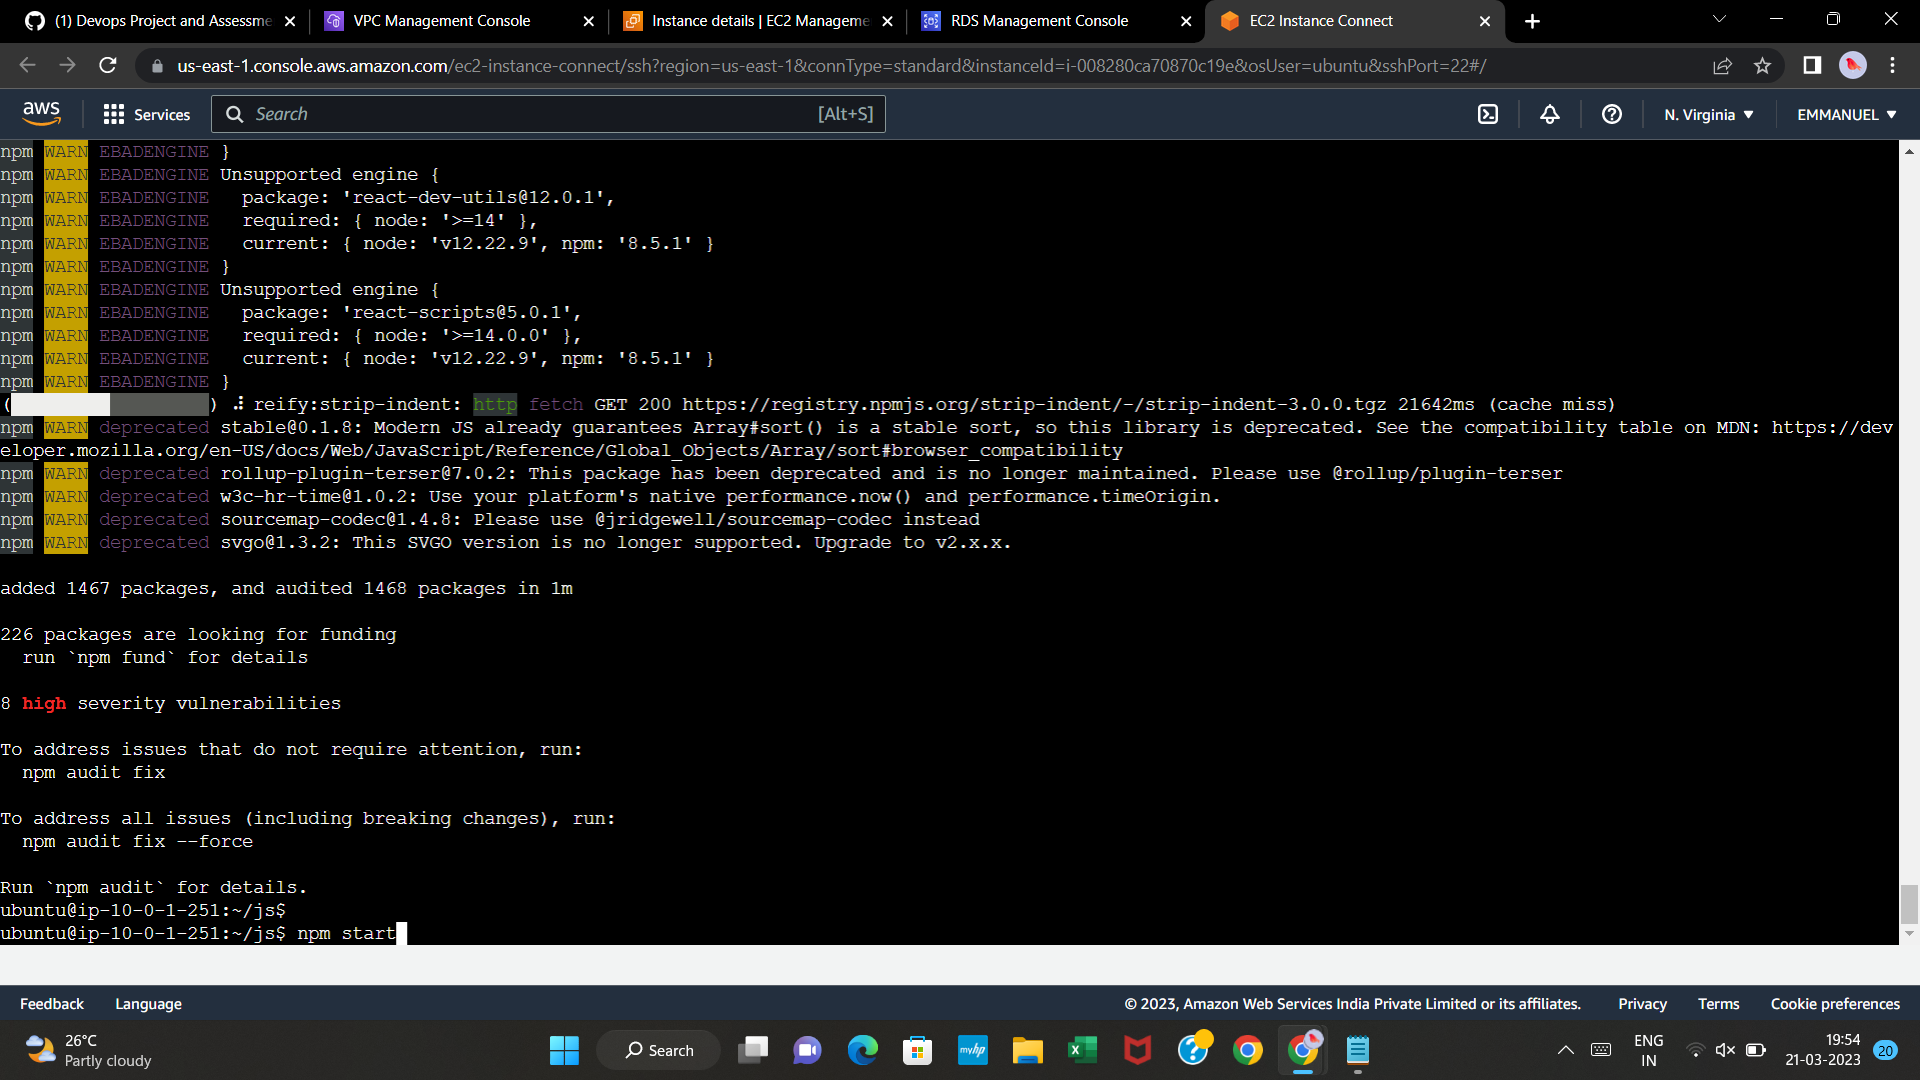 (1) Devops Project and Assessme
VPC Management Console
Instance details | EC2 Manageme
RDS Management Console
EC2 Instance Connect
us-east-1.console.aws.amazon.com/ec2-instance-connect/ssh?region=us-east-1&connType=standard&instanceId=i-008280ca70870c19e&osUser=ubuntu&sshPort=22#/
aws
Services
Search
[Alt+S]
N. Virginia
EMMANUEL
npm WARN EBADENGINE }
npm WARN EBADENGINE Unsupported engine {
npm WARN EBADENGINE   package: 'react-dev-utils@12.0.1',
npm WARN EBADENGINE   required: { node: '>=14' },
npm WARN EBADENGINE   current: { node: 'v12.22.9', npm: '8.5.1' }
npm WARN EBADENGINE }
npm WARN EBADENGINE Unsupported engine {
npm WARN EBADENGINE   package: 'react-scripts@5.0.1',
npm WARN EBADENGINE   required: { node: '>=14.0.0' },
npm WARN EBADENGINE   current: { node: 'v12.22.9', npm: '8.5.1' }
npm WARN EBADENGINE }
( ) ⠼ reify:strip-indent: http fetch GET 200 https://registry.npmjs.org/strip-indent/-/strip-indent-3.0.0.tgz 21642ms (cache miss)
npm WARN deprecated stable@0.1.8: Modern JS already guarantees Array#sort() is a stable sort, so this library is deprecated. See the compatibility table on MDN: https://dev
eloper.mozilla.org/en-US/docs/Web/JavaScript/Reference/Global_Objects/Array/sort#browser_compatibility
npm WARN deprecated rollup-plugin-terser@7.0.2: This package has been deprecated and is no longer maintained. Please use @rollup/plugin-terser
npm WARN deprecated w3c-hr-time@1.0.2: Use your platform's native performance.now() and performance.timeOrigin.
npm WARN deprecated sourcemap-codec@1.4.8: Please use @jridgewell/sourcemap-codec instead
npm WARN deprecated svgo@1.3.2: This SVGO version is no longer supported. Upgrade to v2.x.x.
added 1467 packages, and audited 1468 packages in 1m
226 packages are looking for funding
  run `npm fund` for details
8 high severity vulnerabilities
To address issues that do not require attention, run:
  npm audit fix
To address all issues (including breaking changes), run:
  npm audit fix --force
Run `npm audit` for details.
ubuntu@ip-10-0-1-251:~/js$
ubuntu@ip-10-0-1-251:~/js$ npm start
Feedback
Language
© 2023, Amazon Web Services India Private Limited or its affiliates.
Privacy
Terms
Cookie preferences
26°C
Partly cloudy
Search
myhp
ENG
IN
19:54
21-03-2023
20